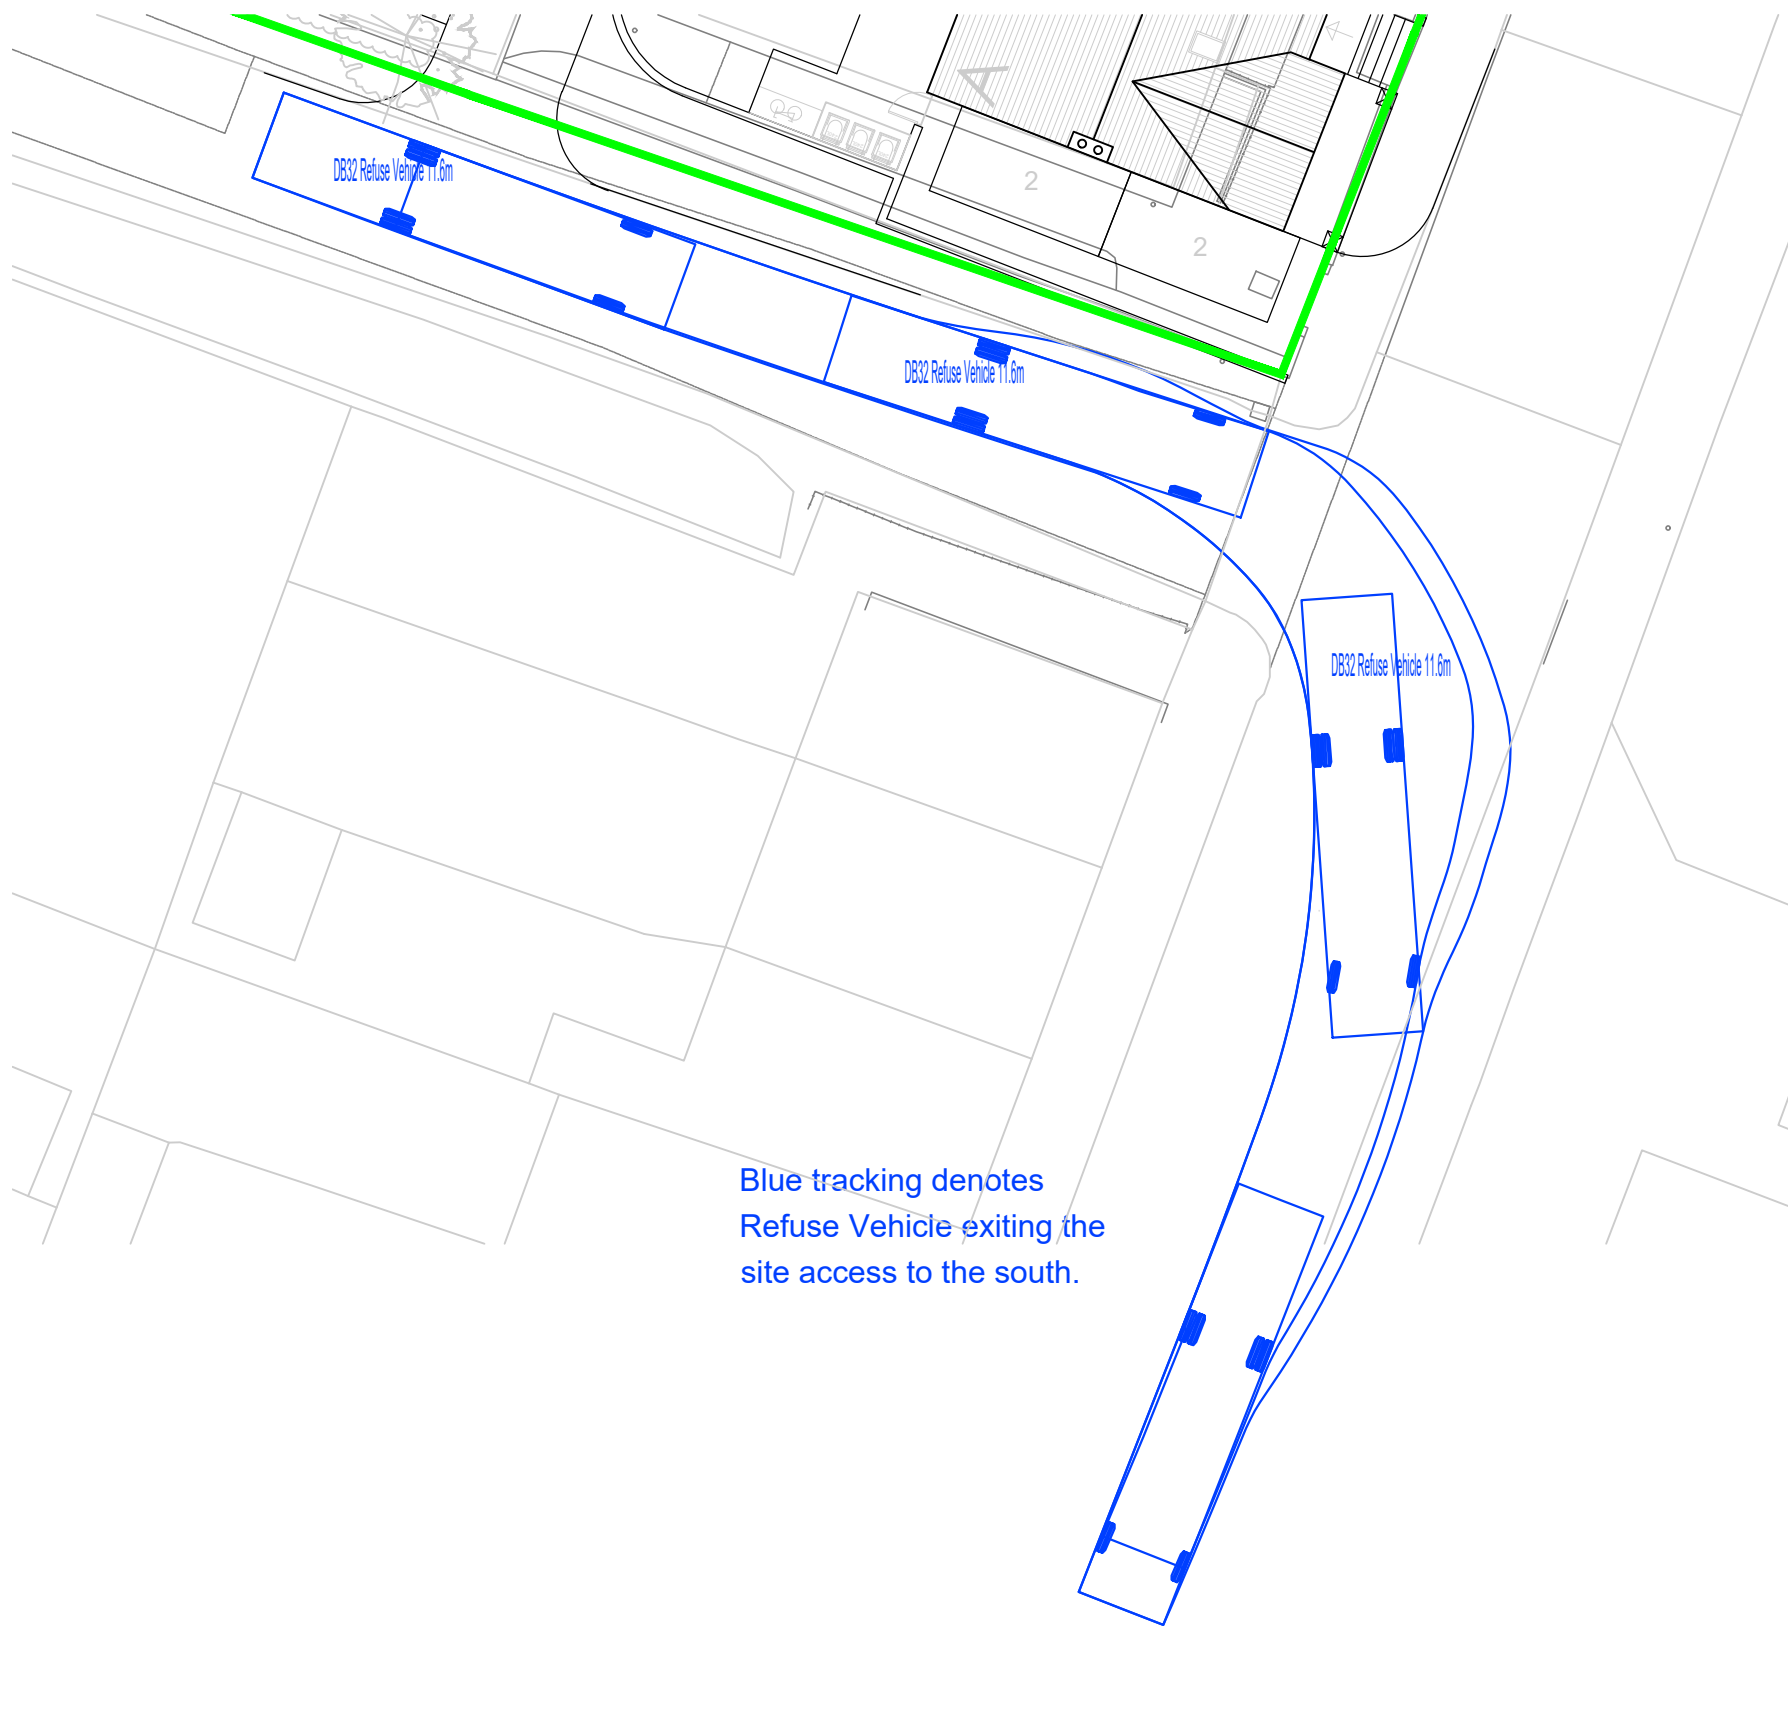 A
DB32 Refuse Vehicle 11.6m
2
2
DB32 Refuse Vehicle 11.6m
DB32 Refuse Vehicle 11.6m
Blue tracking denotes
Refuse Vehicle exiting the
site access to the south.